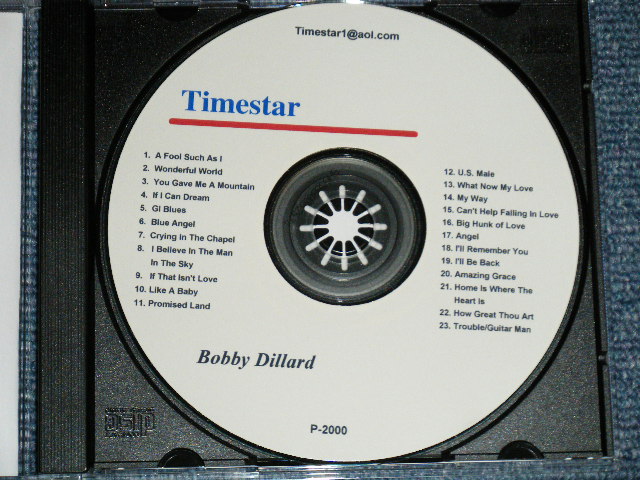 Timestar1@aol.com
Timestar
1. A Fool Such As I
2. Wonderful World
3. You Gave Me A Mountain
4. If I Can Dream
5. GI Blues
6. Blue Angel
7. Crying In The Chapel
8. I Believe In The Man
In The Sky
9. If That Isn't Love
10. Like A Baby
11. Promised Land
12. U.S. Male
13. What Now My Love
14. My Way
15. Can't Help Falling In Love
16. Big Hunk of Love
17. Angel
18. I'll Remember You
19. I'll Be Back
20. Amazing Grace
21. Home Is Where The
Heart Is
22. How Great Thou Art
23. Trouble/Guitar Man
Bobby Dillard
P-2000